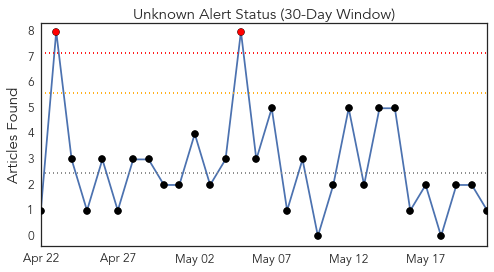 Unknown Alert Status (30-Day Window)
Articles Found
8
7
6
5
4
3
2
1
0
Apr 22
Apr 27
May 02
May 07
May 12
May 17